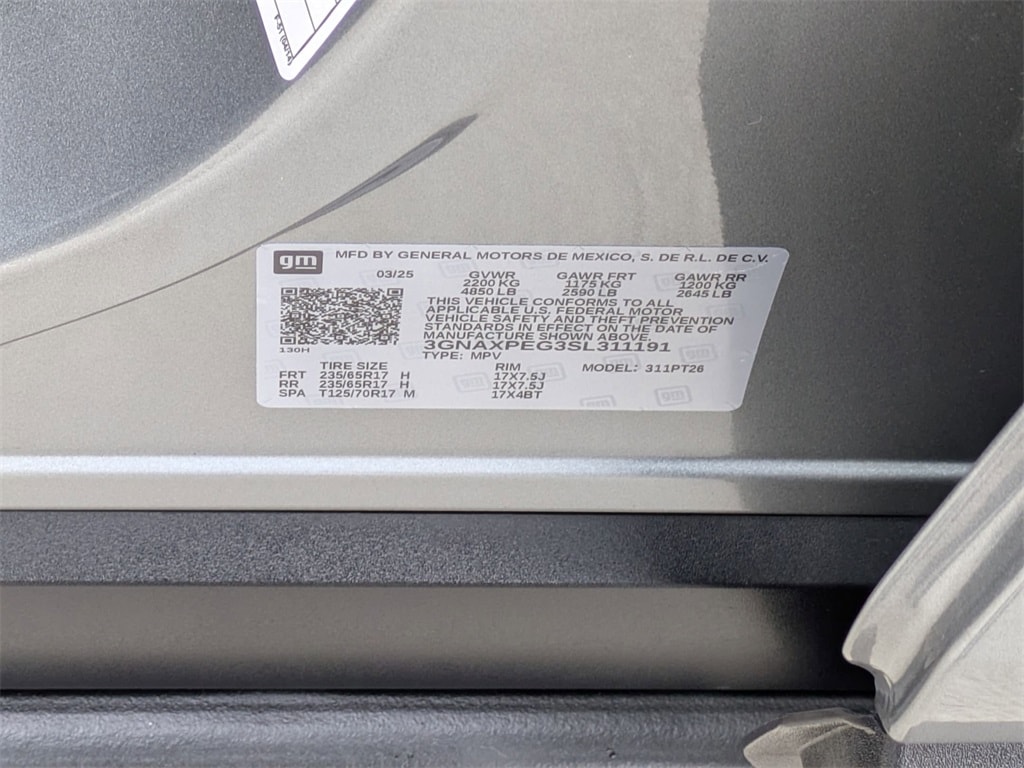 F-51 (04/14)
gm MFD BY GENERAL MOTORS DE MEXICO, S. DE R.L. DE C.V.
03/25 GVWR GAWR FRT GAWR RR
2200 KG 1175 KG 1200 KG
4850 LB 2590 LB 2645 LB
THIS VEHICLE CONFORMS TO ALL
APPLICABLE U.S. FEDERAL MOTOR
VEHICLE SAFETY AND THEFT PREVENTION
STANDARDS IN EFFECT ON THE DATE OF
MANUFACTURE SHOWN ABOVE.
130H 3GNAXPEG3SL311191
TYPE: MPV
TIRE SIZE RIM MODEL: 311PT26
FRT 235/65R17 H 17X7.5J
RR 235/65R17 H 17X7.5J
SPA T125/70R17 M 17X4BT